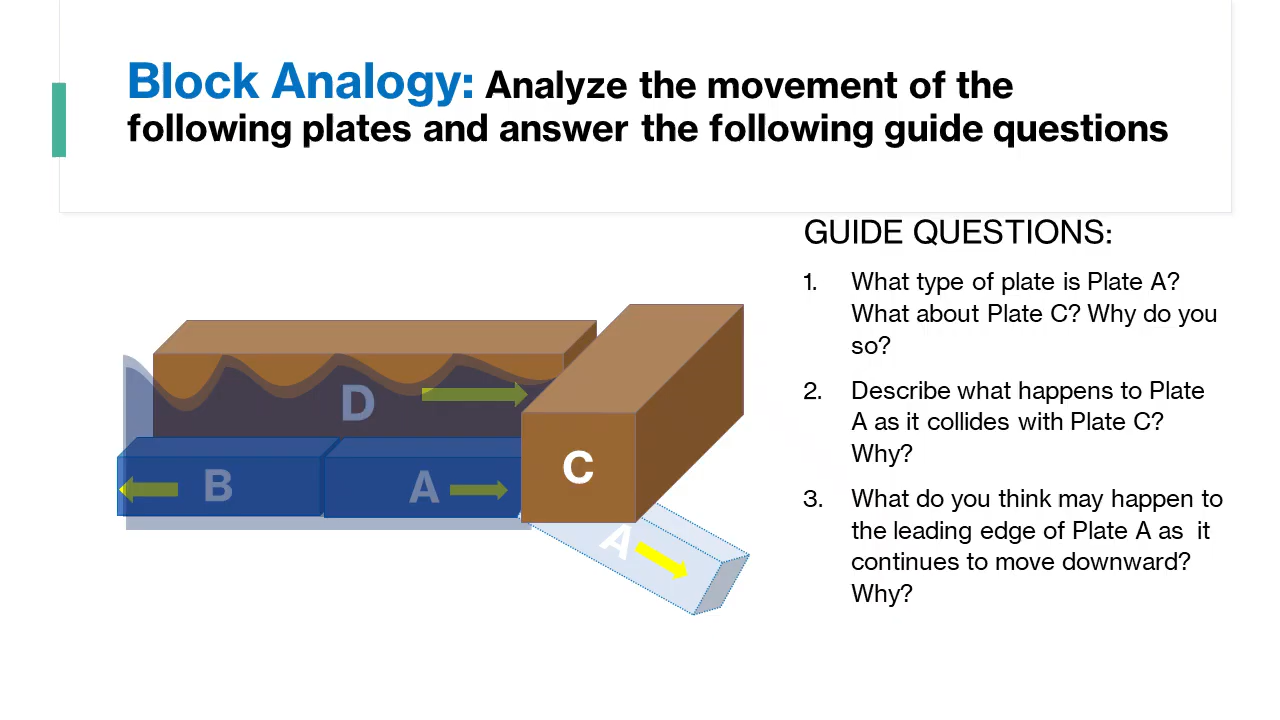 Block Analogy: Analyze the movement of the
following plates and answer the following guide questions
GUIDE QUESTIONS:
1. What type of plate is Plate A?
What about Plate C? Why do you
so?
2. Describe what happens to Plate
A as it collides with Plate C?
Why?
3. What do you think may happen to
the leading edge of Plate A as it
continues to move downward?
Why?
D
B
A
C
A